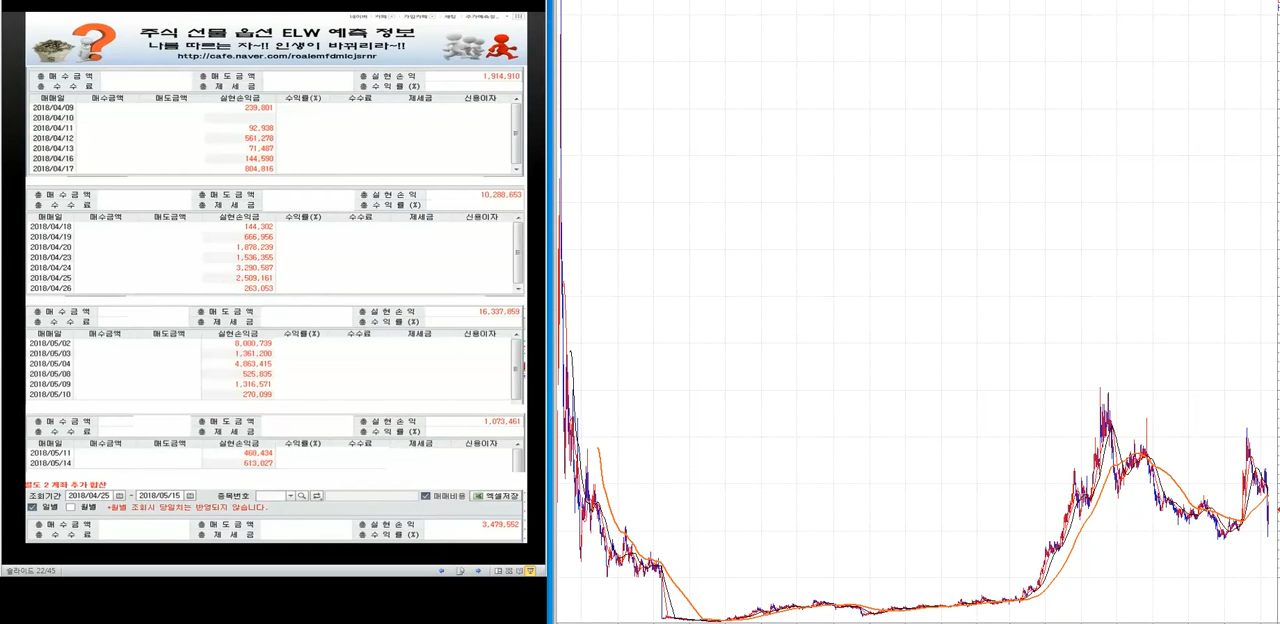 네이버 카페 가입카페 채팅
주식 선물 옵션 ELW 예측 정보
나를 따르는 자~!! 인생이 바뀌리라~!!
http://cafe.naver.com/roalemfdmlcjsrnr
총 매 수 금 액 총 매 도 금 액 총 실 현 손 익 1,914,910
총 수 수 료 총 제 세 금 총 수 익 률 (%)
매매일 매수금액 매도금액 실현손익금 수익률(%) 수수료 제세금 신용이자
2018/04/09 239,801
2018/04/10
2018/04/11 92,938
2018/04/12 561,278
2018/04/13 71,487
2018/04/16 144,590
2018/04/17 804,816
총 매 수 금 액 총 매 도 금 액 총 실 현 손 익 10,288,653
총 수 수 료 총 제 세 금 총 수 익 률 (%)
매매일 매수금액 매도금액 실현손익금 수익률(%) 수수료 제세금 신용이자
2018/04/18 144,302
2018/04/19 666,956
2018/04/20 1,878,239
2018/04/23 1,536,355
2018/04/24 3,290,587
2018/04/25 2,509,161
2018/04/26 263,053
총 매 수 금 액 총 매 도 금 액 총 실 현 손 익 16,337,859
총 수 수 료 총 제 세 금 총 수 익 률 (%)
매매일 매수금액 매도금액 실현손익금 수익률(%) 수수료 제세금 신용이자
2018/05/02 8,000,739
2018/05/03 1,361,200
2018/05/04 4,863,415
2018/05/08 525,835
2018/05/09 1,316,571
2018/05/10 270,099
총 매 수 금 액 총 매 도 금 액 총 실 현 손 익 1,073,461
총 수 수 료 총 제 세 금 총 수 익 률 (%)
매매일 매수금액 매도금액 실현손익금 수익률(%) 수수료 제세금 신용이자
2018/05/11 460,434
2018/05/14 613,027
별도 2 계좌 추가 합산
조회기간 2018/04/25 - 2018/05/15 종목번호 매매비용 엑셀저장
일별 월별 *월별 조회시 당일치는 반영되지 않습니다.
총 매 수 금 액 총 매 도 금 액 총 실 현 손 익 3,479,552
총 수 수 료 총 제 세 금 총 수 익 률 (%)
슬라이드 22/45